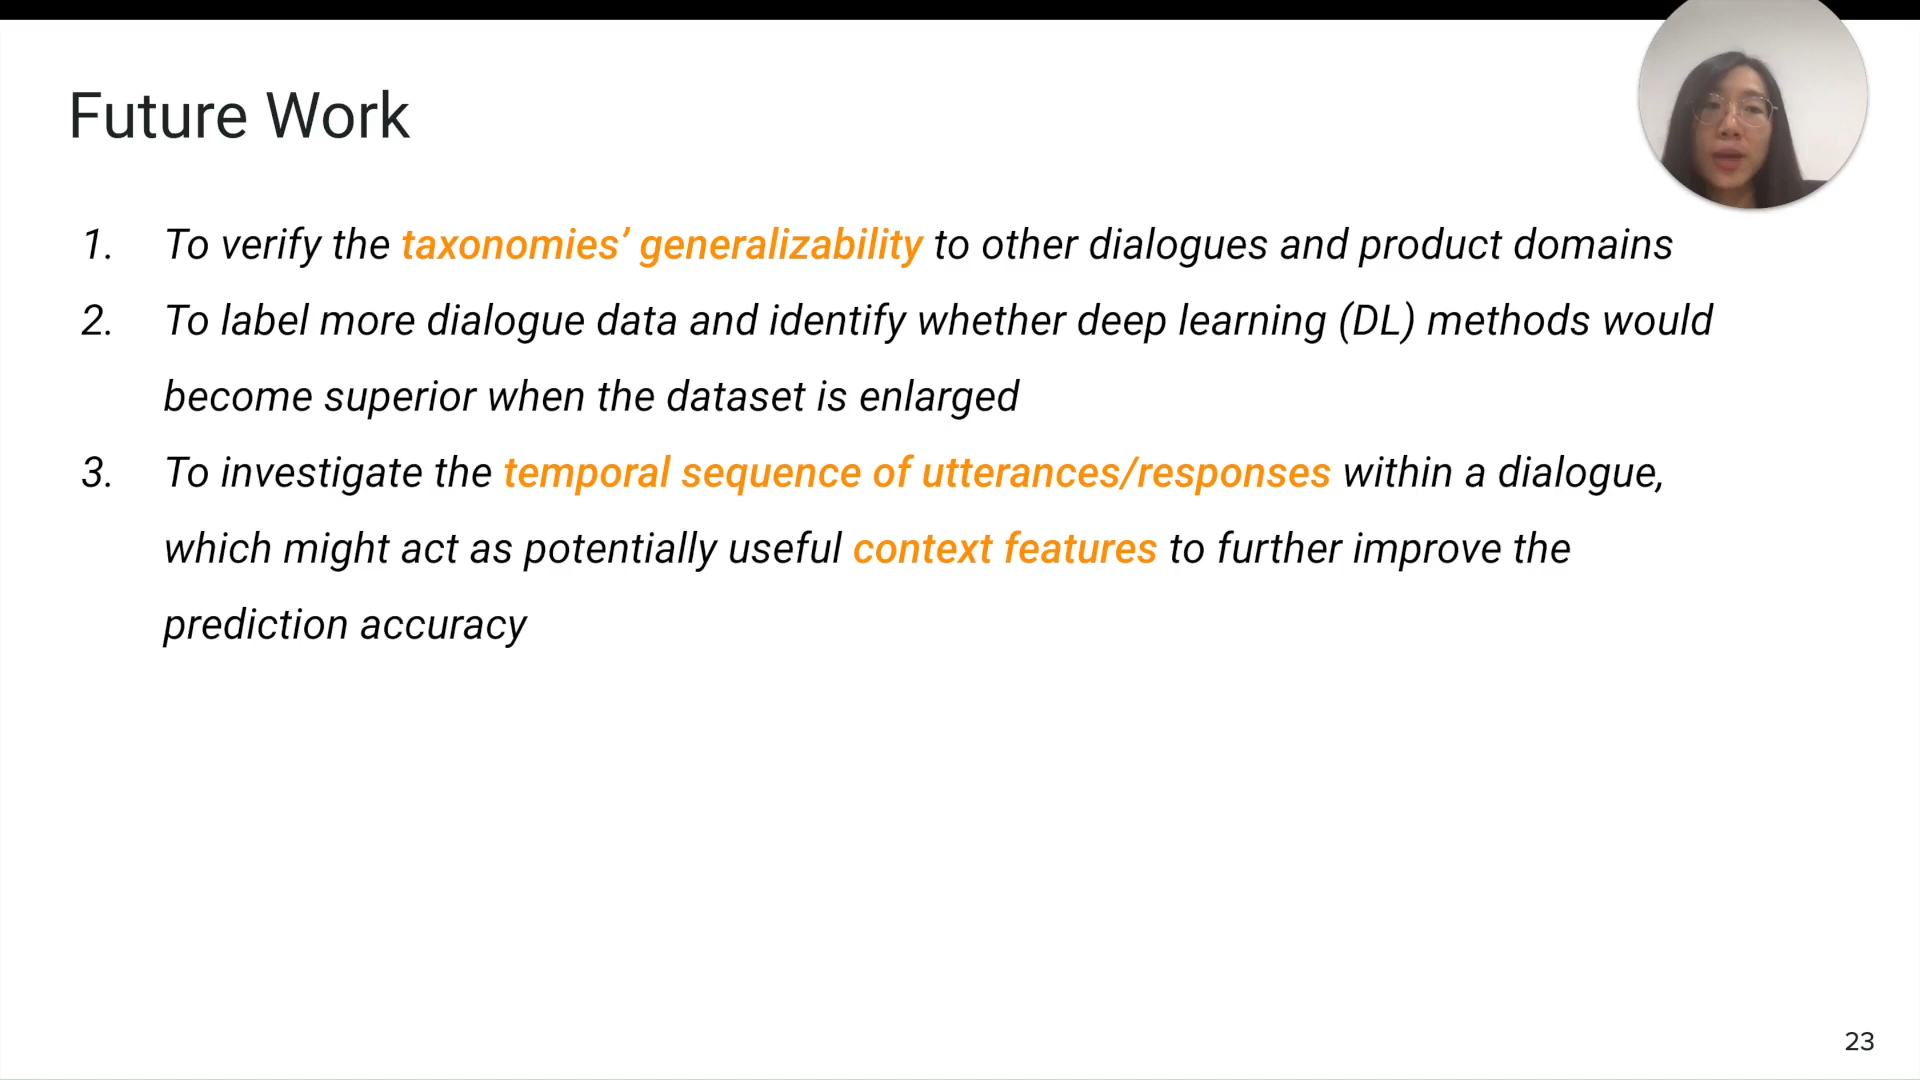 Future Work
1. To verify the taxonomies’ generalizability to other dialogues and product domains
2. To label more dialogue data and identify whether deep learning (DL) methods would
become superior when the dataset is enlarged
3. To investigate the temporal sequence of utterances/responses within a dialogue,
which might act as potentially useful context features to further improve the
prediction accuracy
23